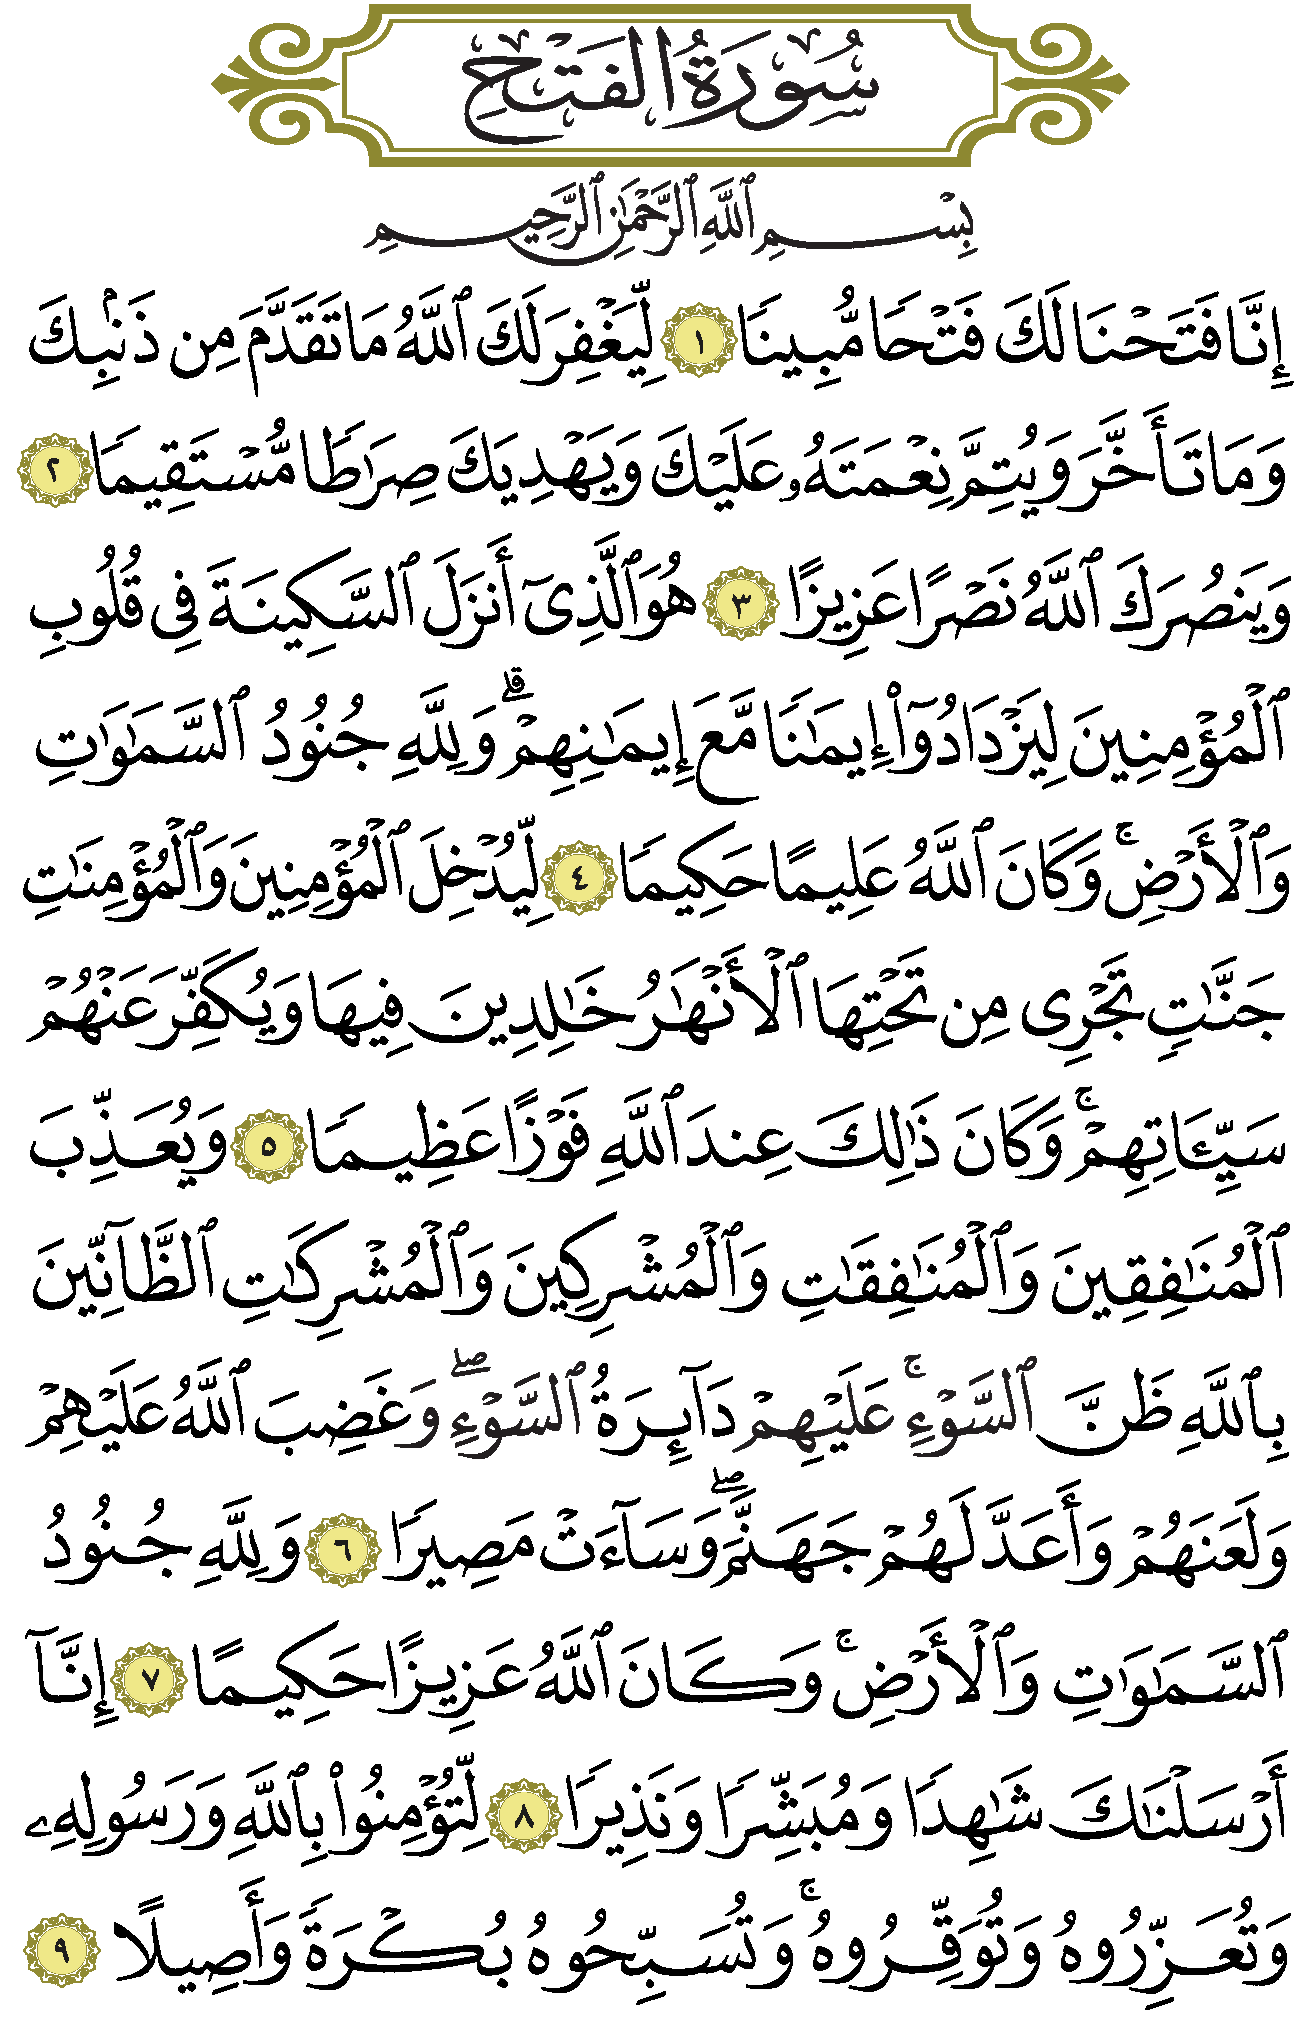 سُورَةُ الفَتْحِ
بِسْمِ ٱللَّهِ ٱلرَّحْمَٰنِ ٱلرَّحِيمِ
إِنَّا فَتَحْنَا لَكَ فَتْحًا مُّبِينًا ١ لِّيَغْفِرَ لَكَ ٱللَّهُ مَا تَقَدَّمَ مِن ذَنۢبِكَ
وَمَا تَأَخَّرَ وَيُتِمَّ نِعْمَتَهُۥ عَلَيْكَ وَيَهْدِيَكَ صِرَٰطًا مُّسْتَقِيمًا ٢
وَيَنصُرَكَ ٱللَّهُ نَصْرًا عَزِيزًا ٣ هُوَ ٱلَّذِىٓ أَنزَلَ ٱلسَّكِينَةَ فِى قُلُوبِ
ٱلْمُؤْمِنِينَ لِيَزْدَادُوٓا۟ إِيمَٰنًا مَّعَ إِيمَٰنِهِمْ ۗ وَلِلَّهِ جُنُودُ ٱلسَّمَٰوَٰتِ
وَٱلْأَرْضِ ۚ وَكَانَ ٱللَّهُ عَلِيمًا حَكِيمًا ٤ لِّيُدْخِلَ ٱلْمُؤْمِنِينَ وَٱلْمُؤْمِنَٰتِ
جَنَّٰتٍ تَجْرِى مِن تَحْتِهَا ٱلْأَنْهَٰرُ خَٰلِدِينَ فِيهَا وَيُكَفِّرَ عَنْهُمْ
سَيِّـَٔاتِهِمْ ۚ وَكَانَ ذَٰلِكَ عِندَ ٱللَّهِ فَوْزًا عَظِيمًا ٥ وَيُعَذِّبَ
ٱلْمُنَٰفِقِينَ وَٱلْمُنَٰفِقَٰتِ وَٱلْمُشْرِكِينَ وَٱلْمُشْرِكَٰتِ ٱلظَّآنِّينَ
بِٱللَّهِ ظَنَّ ٱلسَّوْءِ ۚ عَلَيْهِمْ دَآئِرَةُ ٱلسَّوْءِ ۖ وَغَضِبَ ٱللَّهُ عَلَيْهِمْ
وَلَعَنَهُمْ وَأَعَدَّ لَهُمْ جَهَنَّمَ ۖ وَسَآءَتْ مَصِيرًا ٦ وَلِلَّهِ جُنُودُ
ٱلسَّمَٰوَٰتِ وَٱلْأَرْضِ ۚ وَكَانَ ٱللَّهُ عَزِيزًا حَكِيمًا ٧ إِنَّآ
أَرْسَلْنَٰكَ شَٰهِدًا وَمُبَشِّرًا وَنَذِيرًا ٨ لِّتُؤْمِنُوا۟ بِٱللَّهِ وَرَسُولِهِۦ
وَتُعَزِّرُوهُ وَتُوَقِّرُوهُ ۚ وَتُسَبِّحُوهُ بُكْرَةً وَأَصِيلًا ٩